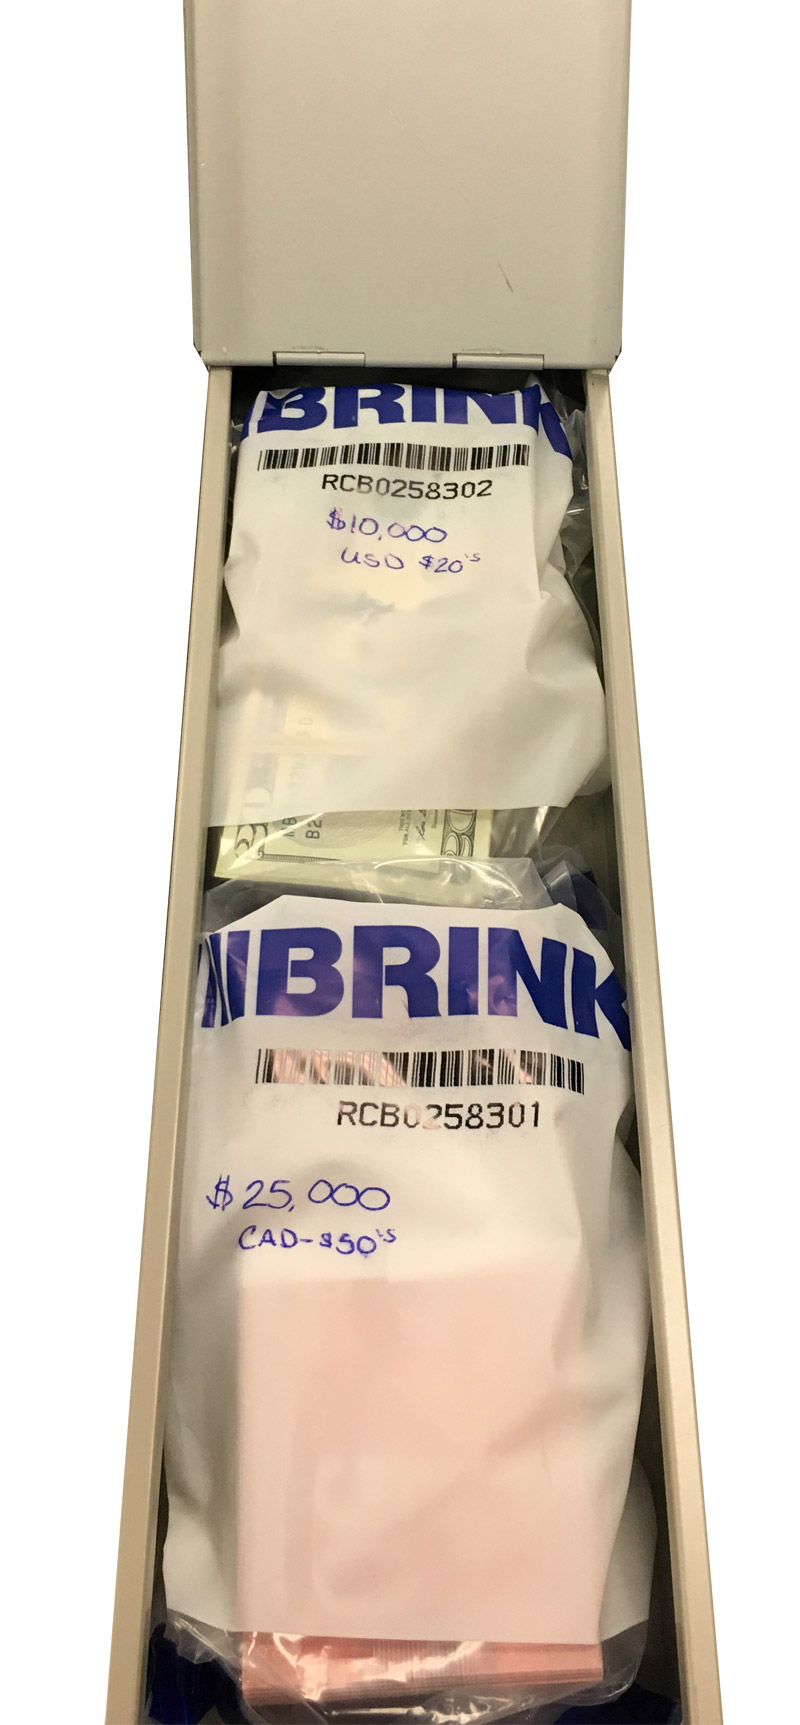 BRINK
RCB0258302
$10,000
USD $20's
BRINK
RCB0258301
$25,000
CAD-$50's